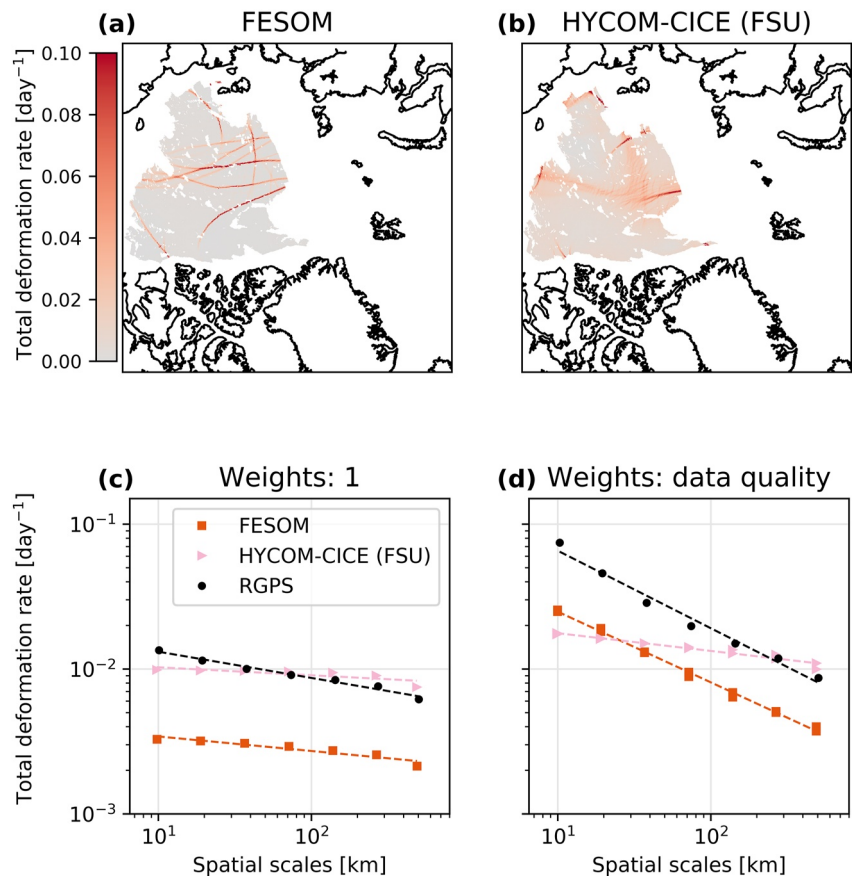 (a) FESOM
(b) HYCOM-CICE (FSU)
Total deformation rate [day⁻¹]
0.10
0.08
0.06
0.04
0.02
0.00
(c) Weights: 1
(d) Weights: data quality
Total deformation rate [day⁻¹]
10⁻¹
10⁻²
10⁻³
FESOM
HYCOM-CICE (FSU)
RGPS
10¹ 10²
10¹ 10²
Spatial scales [km]
Spatial scales [km]